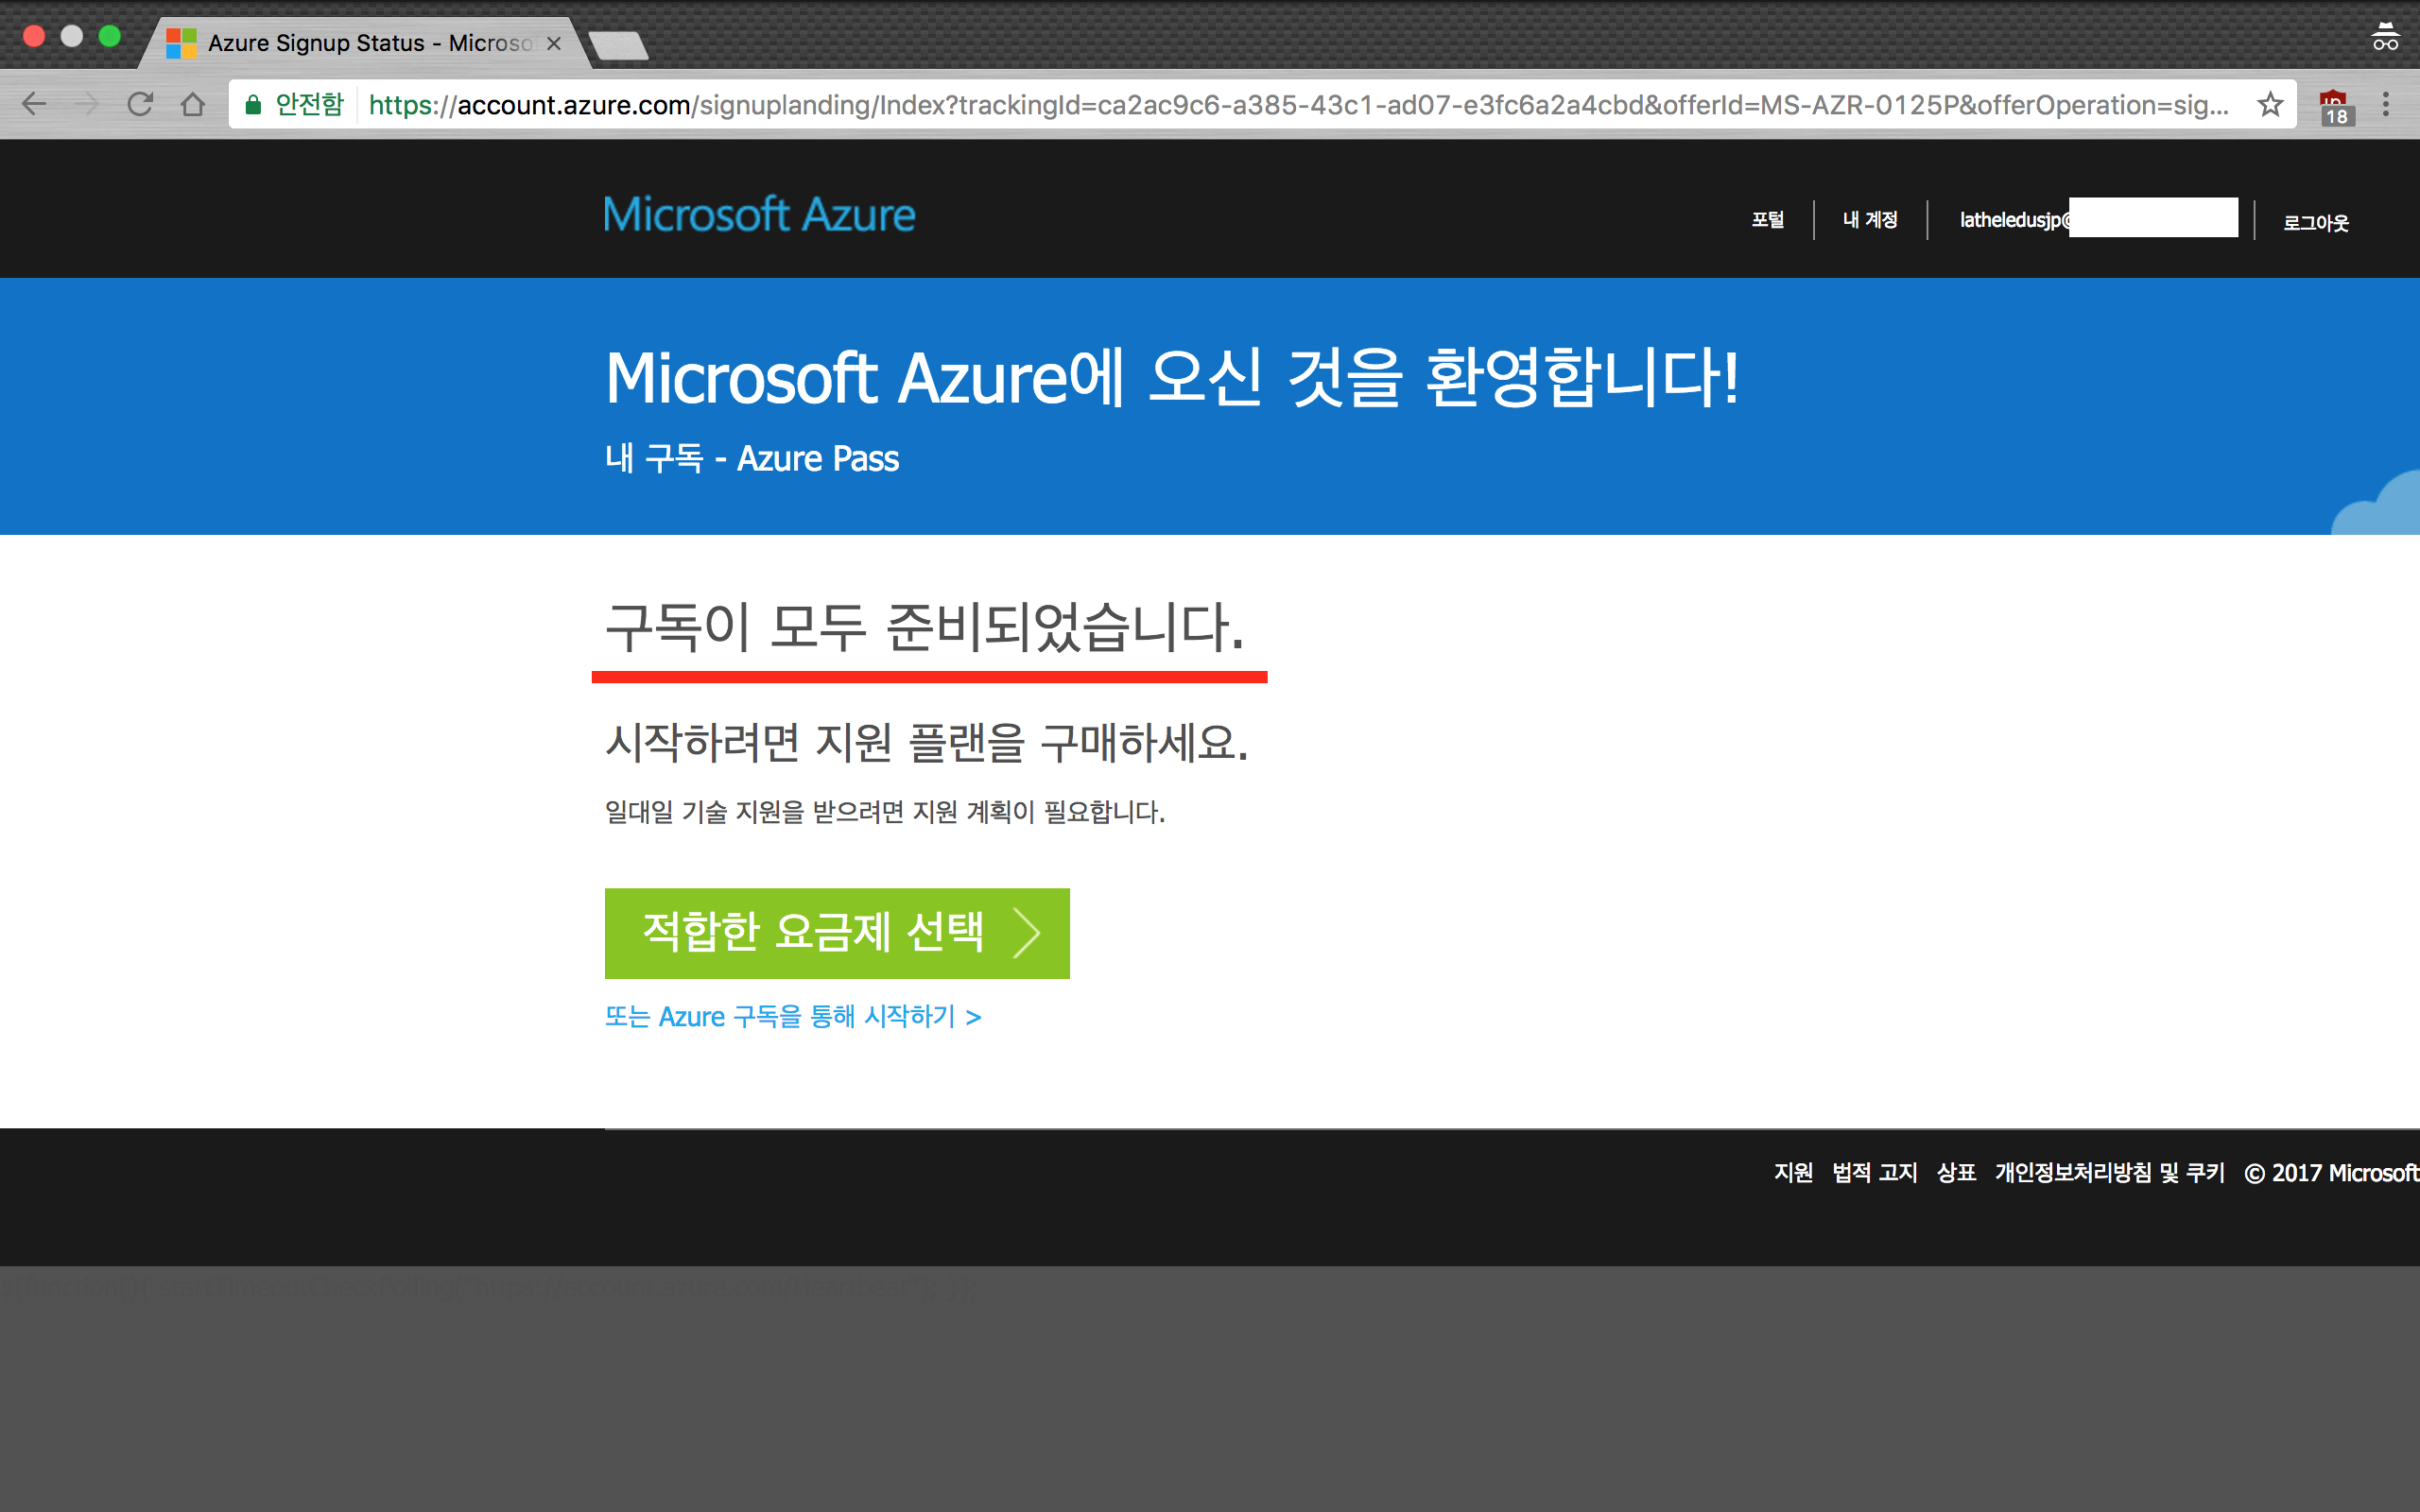 Azure Signup Status - Microso
안전함 https://account.azure.com/signuplanding/Index?trackingId=ca2ac9c6-a385-43c1-ad07-e3fc6a2a4cbd&offerId=MS-AZR-0125P&offerOperation=sig...
18
Microsoft Azure
포털
내 계정
latheledusjp@
로그아웃
Microsoft Azure에 오신 것을 환영합니다!
내 구독 - Azure Pass
구독이 모두 준비되었습니다.
시작하려면 지원 플랜을 구매하세요.
일대일 기술 지원을 받으려면 지원 계획이 필요합니다.
적합한 요금제 선택
또는 Azure 구독을 통해 시작하기 >
지원 법적 고지 상표 개인정보처리방침 및 쿠키 © 2017 Microsoft